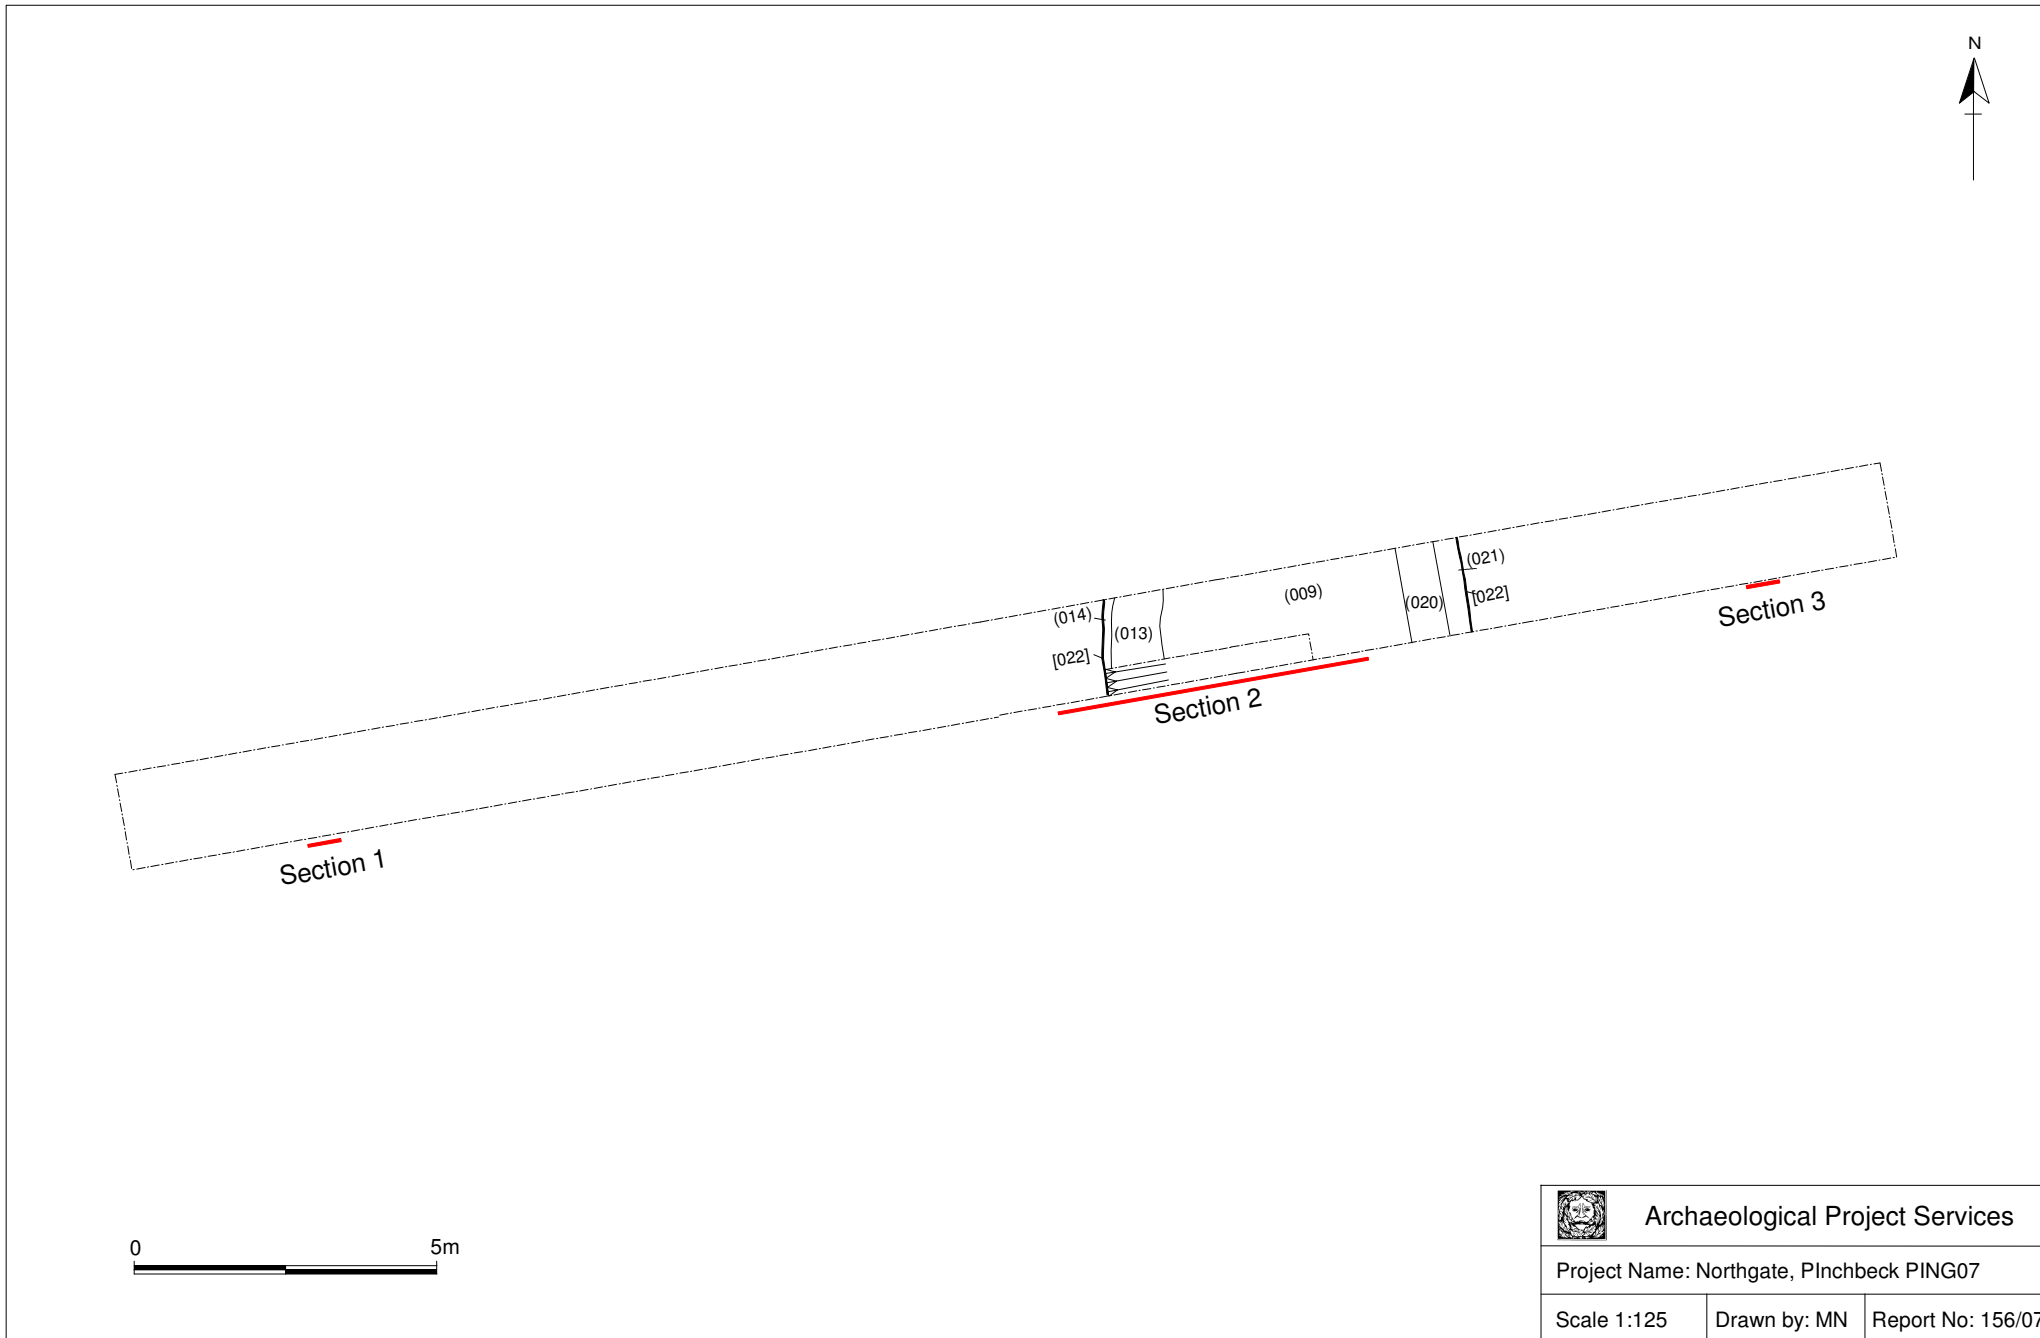 N
(021)
(009)
[022]
(020)
Section 3
(014)
(013)
[022]
Section 2
Section 1
0 5m
Archaeological Project Services
Project Name: Northgate, PInchbeck PING07
Scale 1:125 Drawn by: MN Report No: 156/07